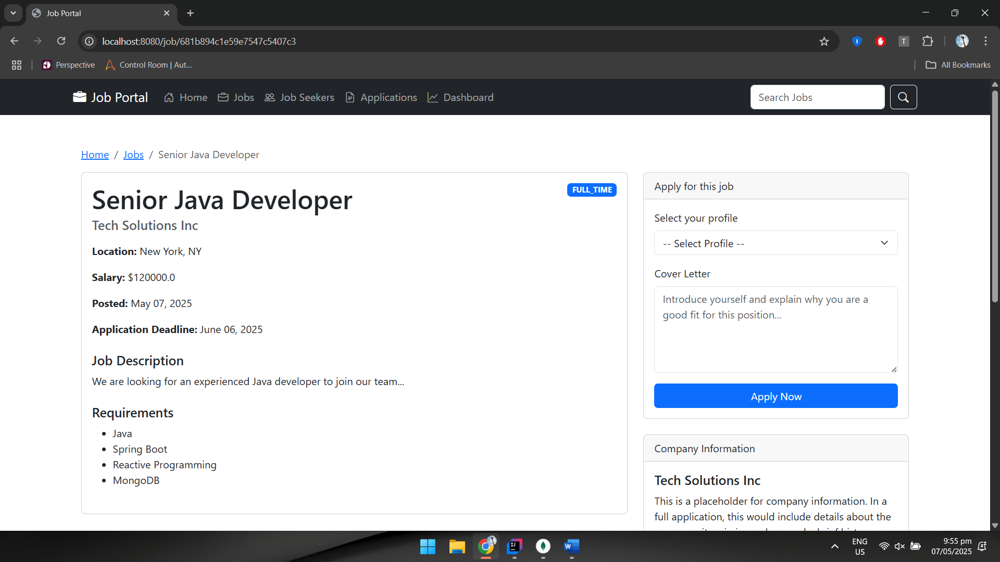 Job Portal
localhost:8080/job/681b894c1e59e7547c5407c3
T
Perspective
Control Room | Aut...
All Bookmarks
Job Portal
Home
Jobs
Job Seekers
Applications
Dashboard
Search Jobs
Home / Jobs / Senior Java Developer
Senior Java Developer
FULL_TIME
Tech Solutions Inc
Location: New York, NY
Salary: $120000.0
Posted: May 07, 2025
Application Deadline: June 06, 2025
Job Description
We are looking for an experienced Java developer to join our team...
Requirements
Java
Spring Boot
Reactive Programming
MongoDB
Apply for this job
Select your profile
-- Select Profile --
Cover Letter
Introduce yourself and explain why you are a
good fit for this position...
Apply Now
Company Information
Tech Solutions Inc
This is a placeholder for company information. In a
full application, this would include details about the
IJ
W
ENG
US
9:55 pm
07/05/2025